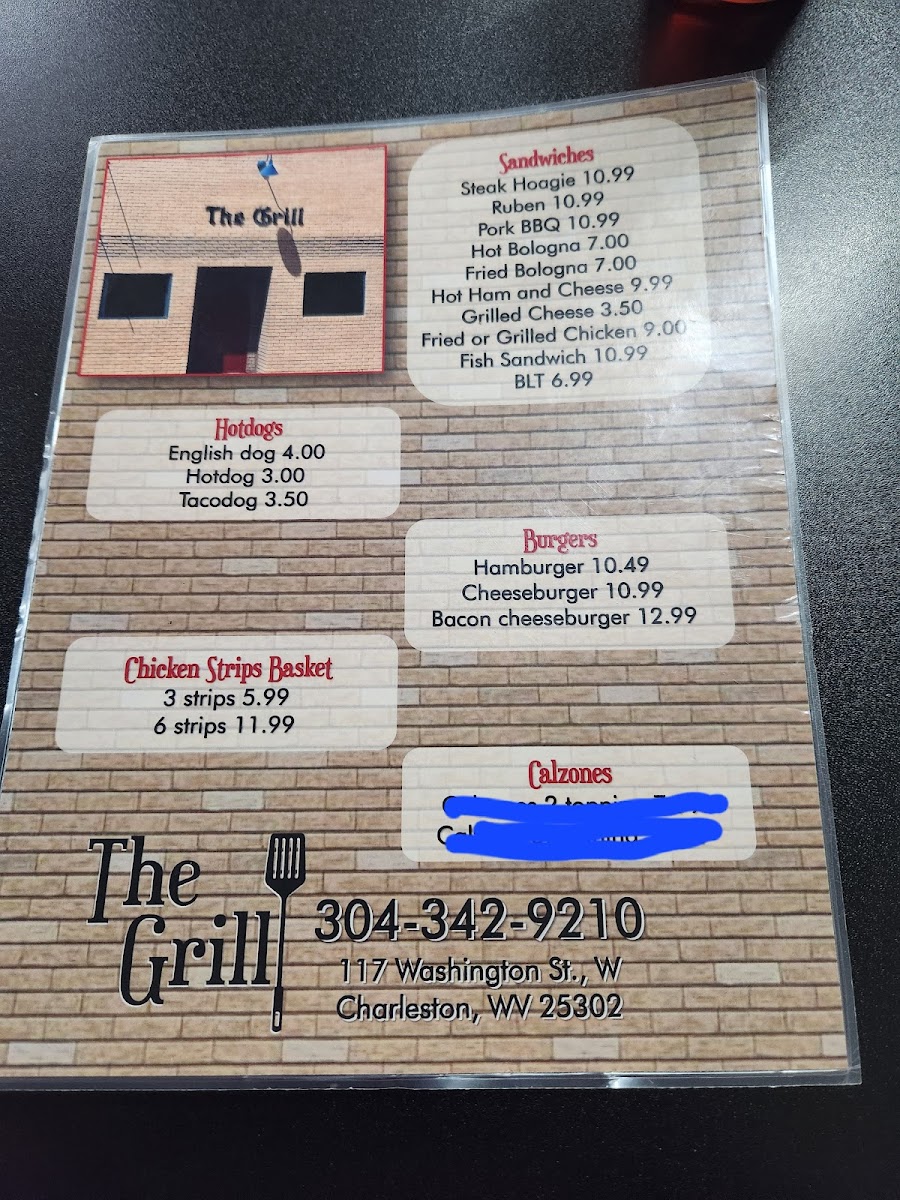 The Grill
Sandwiches
Steak Hoagie 10.99
Ruben 10.99
Pork BBQ 10.99
Hot Bologna 7.00
Fried Bologna 7.00
Hot Ham and Cheese 9.99
Grilled Cheese 3.50
Fried or Grilled Chicken 9.00
Fish Sandwich 10.99
BLT 6.99
Hotdogs
English dog 4.00
Hotdog 3.00
Tacodog 3.50
Burgers
Hamburger 10.49
Cheeseburger 10.99
Bacon cheeseburger 12.99
Chicken Strips Basket
3 strips 5.99
6 strips 11.99
Calzones
The
Grill
304-342-9210
117 Washington St., W
Charleston, WV 25302